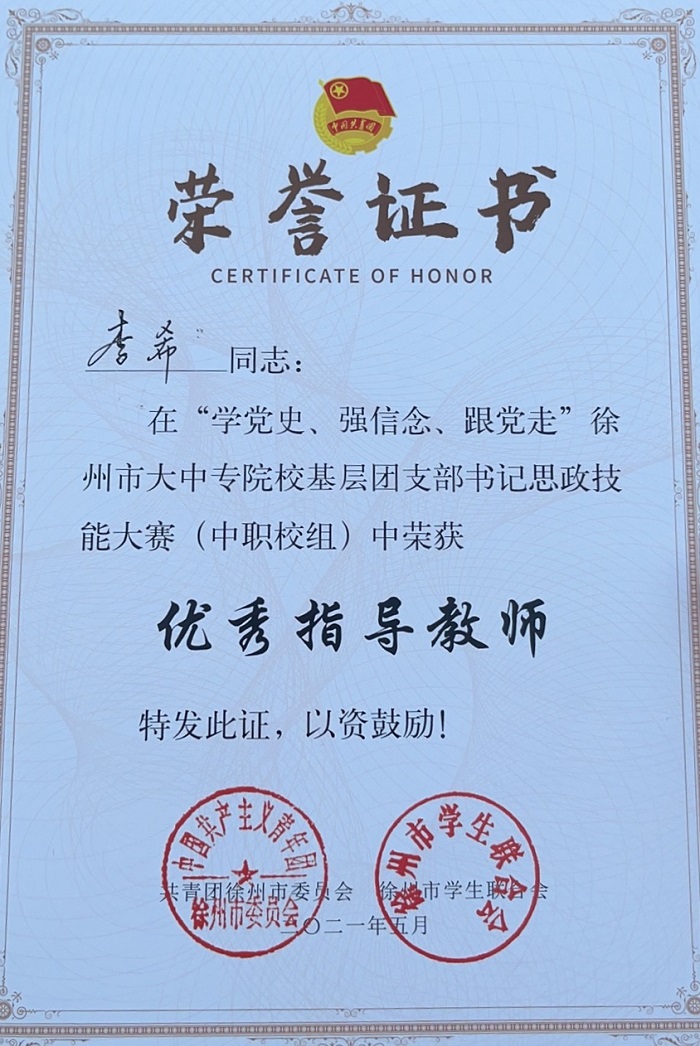 中国共青团
荣誉证书
CERTIFICATE OF HONOR
李希 同志：
在“学党史、强信念、跟党走”徐
州市大中专院校基层团支部书记思政技
能大赛（中职校组）中荣获
优秀指导教师
特发此证，以资鼓励！
中国共产主义青年团
徐州市委员会
徐州市学生联合会
共青团徐州市委员会 徐州市学生联合会
二〇二一年五月